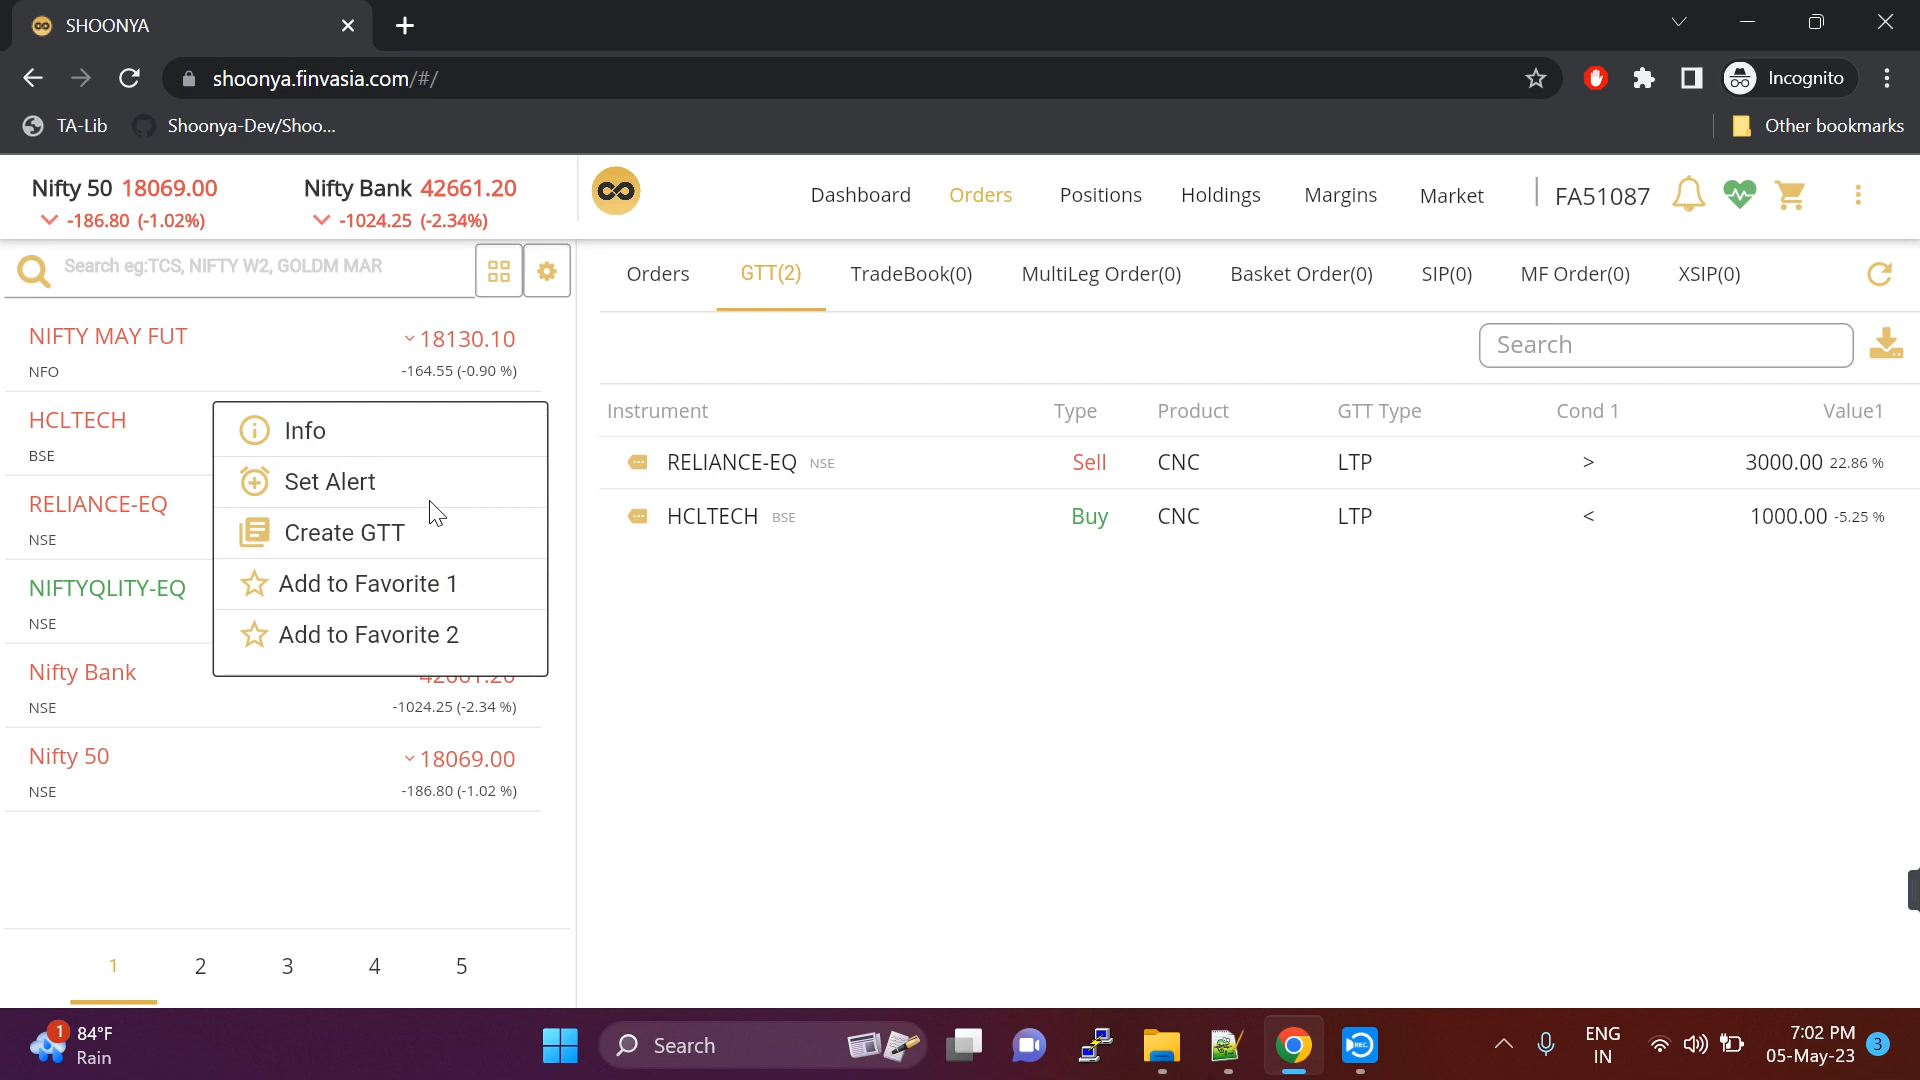 SHOONYA
shoonya.finvasia.com/#/
Incognito
TA-Lib
Shoonya-Dev/Shoo...
Other bookmarks
Nifty 50 18069.00
-186.80 (-1.02%)
Nifty Bank 42661.20
-1024.25 (-2.34%)
Dashboard
Orders
Positions
Holdings
Margins
Market
FA51087
Search eg:TCS, NIFTY W2, GOLDM MAR
Orders
GTT(2)
TradeBook(0)
MultiLeg Order(0)
Basket Order(0)
SIP(0)
MF Order(0)
XSIP(0)
Search
NIFTY MAY FUT 18130.10
NFO -164.55 (-0.90 %)
HCLTECH
BSE
RELIANCE-EQ
NSE
NIFTYQLITY-EQ
NSE
Nifty Bank 42661.20
NSE -1024.25 (-2.34 %)
Nifty 50 18069.00
NSE -186.80 (-1.02 %)
Info
Set Alert
Create GTT
Add to Favorite 1
Add to Favorite 2
Instrument Type Product GTT Type Cond 1 Value1
RELIANCE-EQ NSE Sell CNC LTP > 3000.00 22.86 %
HCLTECH BSE Buy CNC LTP < 1000.00 -5.25 %
1 2 3 4 5
1
84°F
Rain
Search
REC
ENG
IN
7:02 PM
05-May-23
3